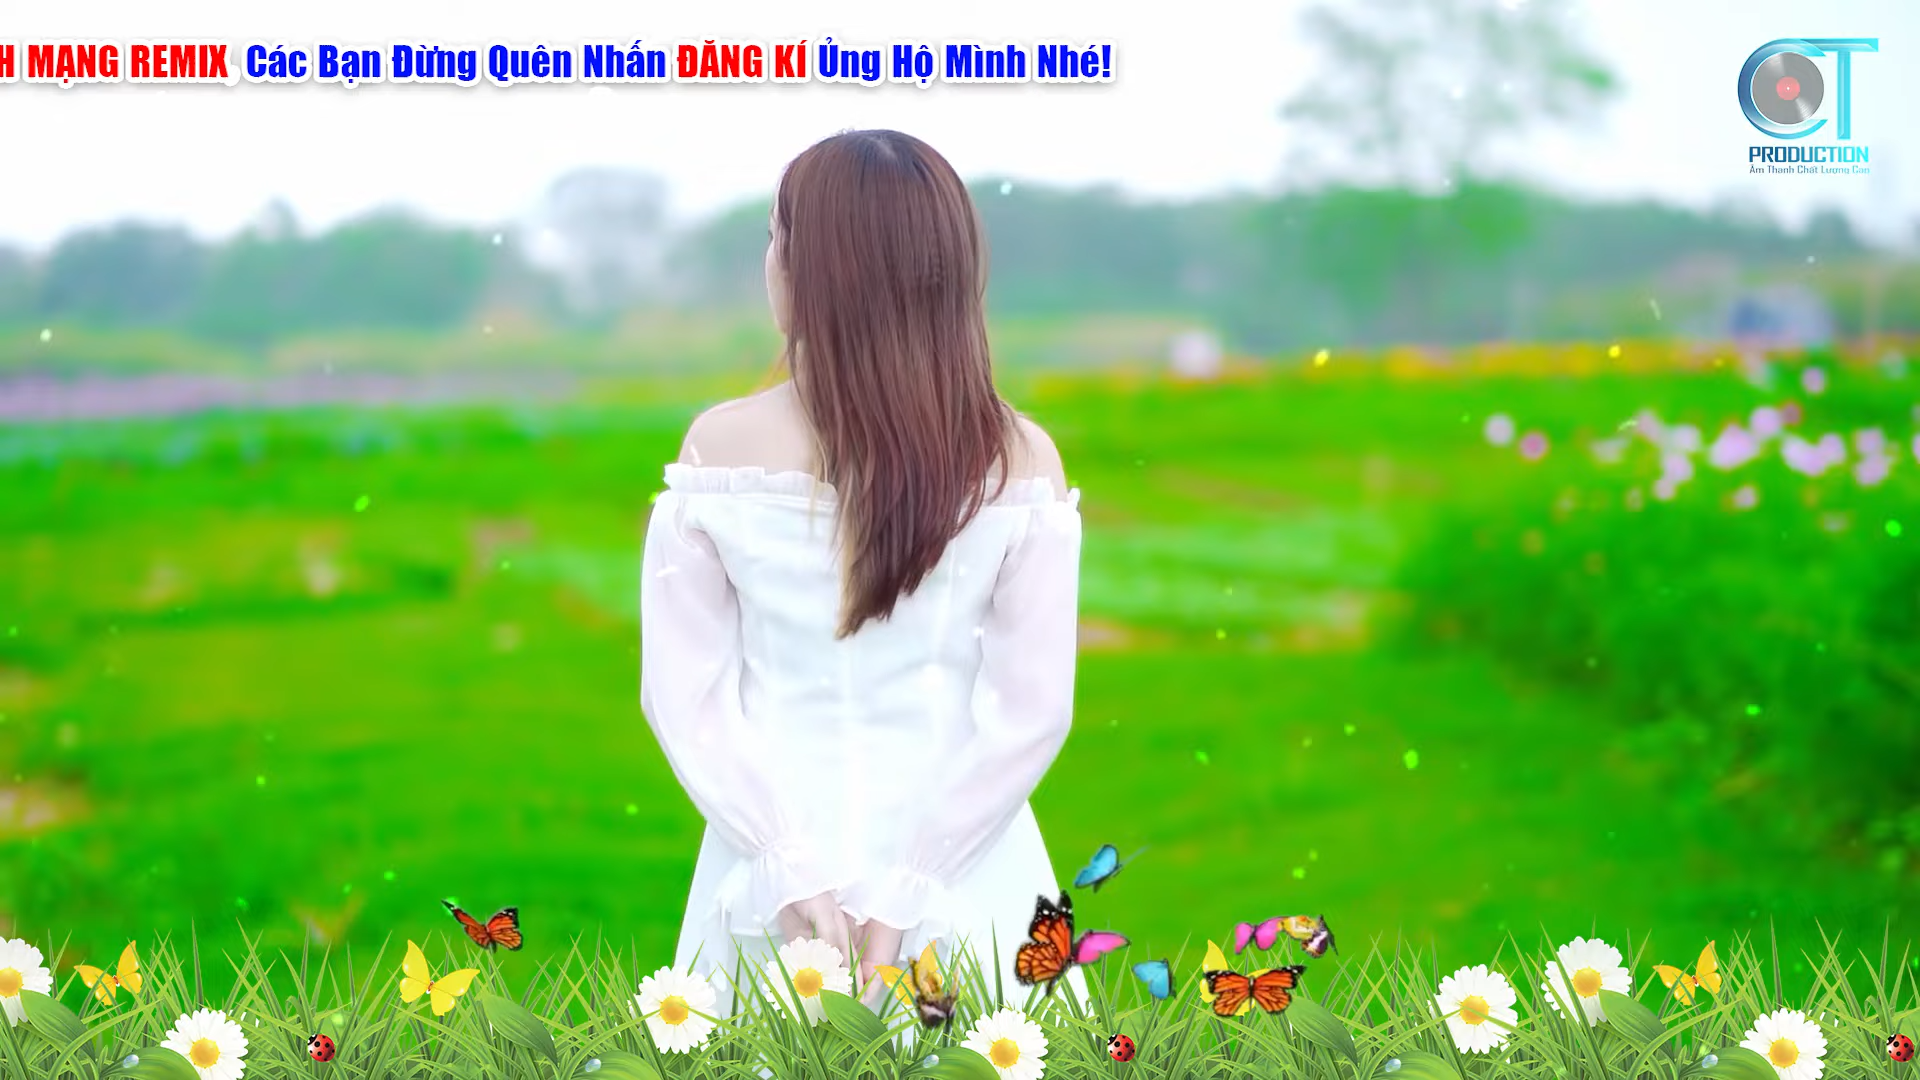 H MẠNG REMIX, Các Bạn Đừng Quên Nhấn ĐĂNG KÍ Ủng Hộ Mình Nhé!
CT
PRODUCTION
Âm Thanh Chất Lượng Cao